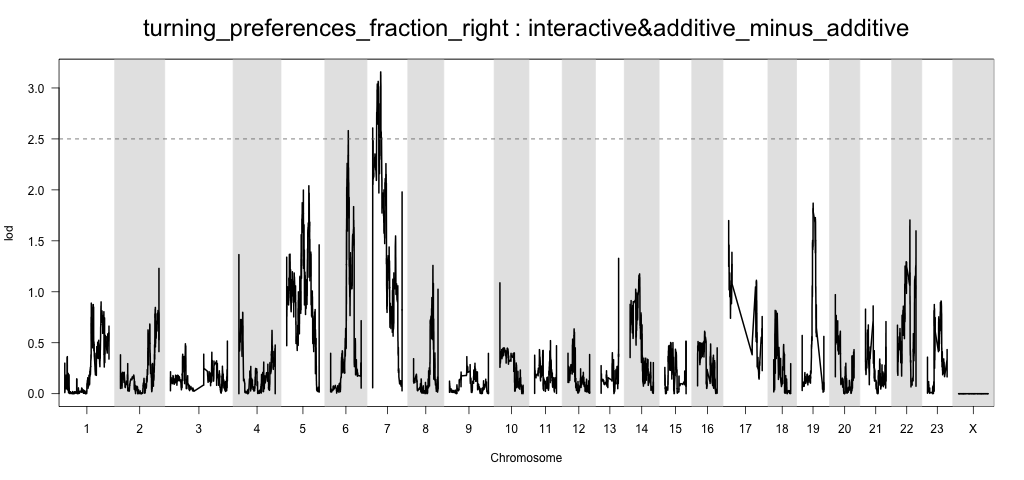 turning_preferences_fraction_right : interactive&additive_minus_additive
3.0
2.5
2.0
1.5
1.0
0.5
0.0
lod
1 2 3 4 5 6 7 8 9 10 11 12 13 14 15 16 17 18 19 20 21 22 23 X
Chromosome